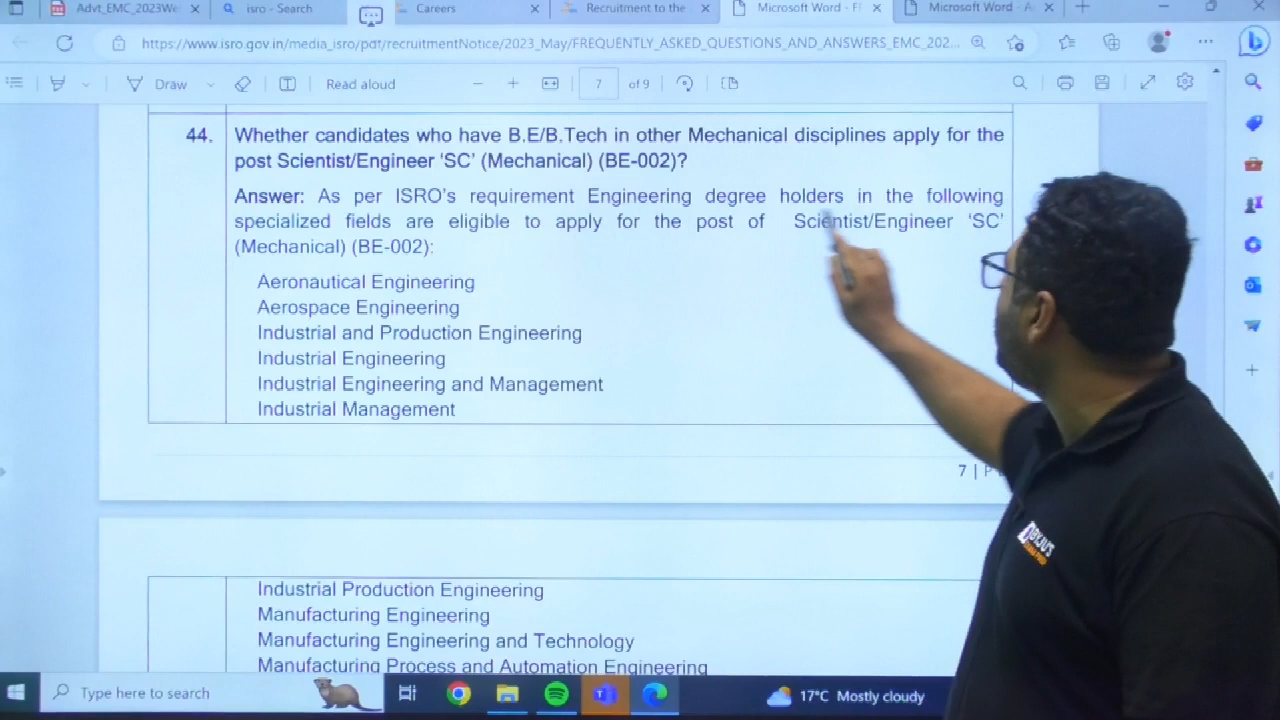 Advt_EMC_2023We
isro - Search
Careers
Recruitment to the
Microsoft Word - F
Microsoft Word - A
https://www.isro.gov.in/media_isro/pdf/recruitmentNotice/2023_May/FREQUENTLY_ASKED_QUESTIONS_AND_ANSWERS_EMC_202...
Draw
Read aloud
7 of 9
44. Whether candidates who have B.E/B.Tech in other Mechanical disciplines apply for the
post Scientist/Engineer ‘SC’ (Mechanical) (BE-002)?
Answer: As per ISRO's requirement Engineering degree holders in the following
specialized fields are eligible to apply for the post of Scientist/Engineer ‘SC’
(Mechanical) (BE-002):
Aeronautical Engineering
Aerospace Engineering
Industrial and Production Engineering
Industrial Engineering
Industrial Engineering and Management
Industrial Management
7 | P
Industrial Production Engineering
Manufacturing Engineering
Manufacturing Engineering and Technology
Manufacturing Process and Automation Engineering
BYJU'S
Type here to search
17°C Mostly cloudy